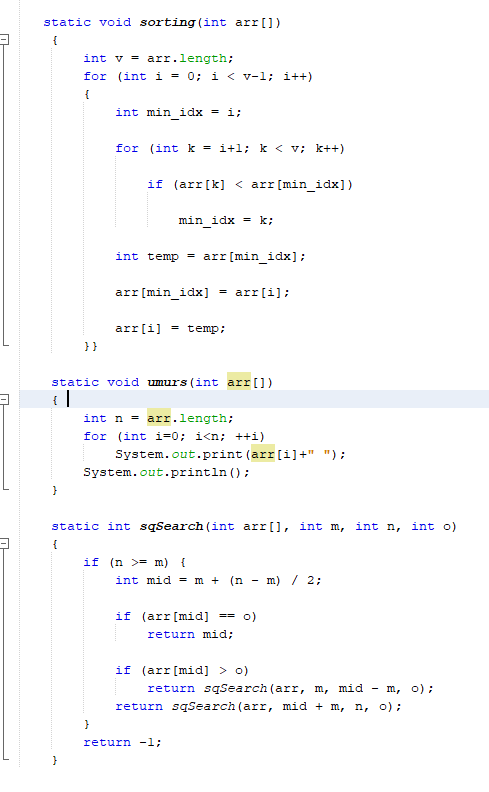 static void sorting(int arr[])
{
int v = arr.length;
for (int i = 0; i < v-1; i++)
{
int min_idx = i;
for (int k = i+1; k < v; k++)
if (arr[k] < arr[min_idx])
min_idx = k;
int temp = arr[min_idx];
arr[min_idx] = arr[i];
arr[i] = temp;
}}
static void umurs(int arr[])
{
int n = arr.length;
for (int i=0; i<n; ++i)
System.out.print(arr[i]+" ");
System.out.println();
}
static int sqSearch(int arr[], int m, int n, int o)
{
if (n >= m) {
int mid = m + (n - m) / 2;
if (arr[mid] == o)
return mid;
if (arr[mid] > o)
return sqSearch(arr, m, mid - m, o);
return sqSearch(arr, mid + m, n, o);
}
return -1;
}